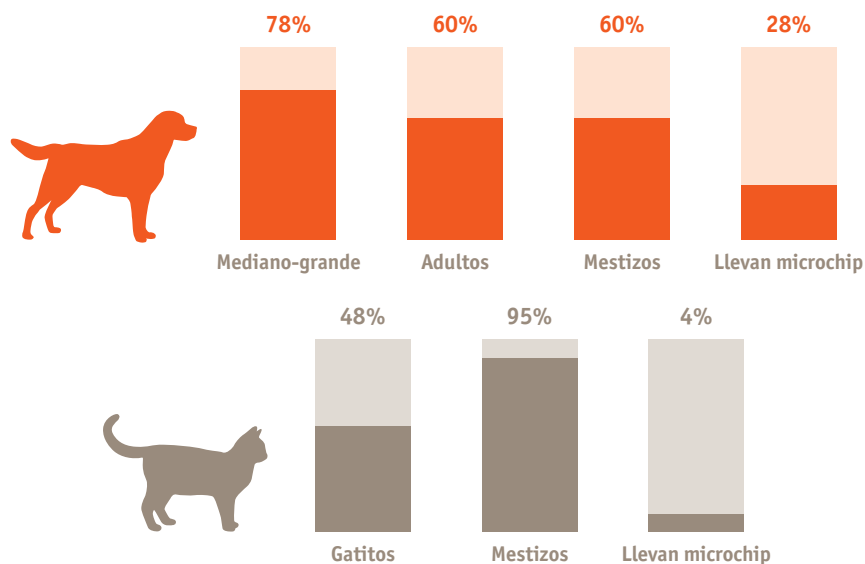 78% 60% 60% 28%
Mediano-grande Adultos Mestizos Llevan microchip
48% 95% 4%
Gatitos Mestizos Llevan microchip